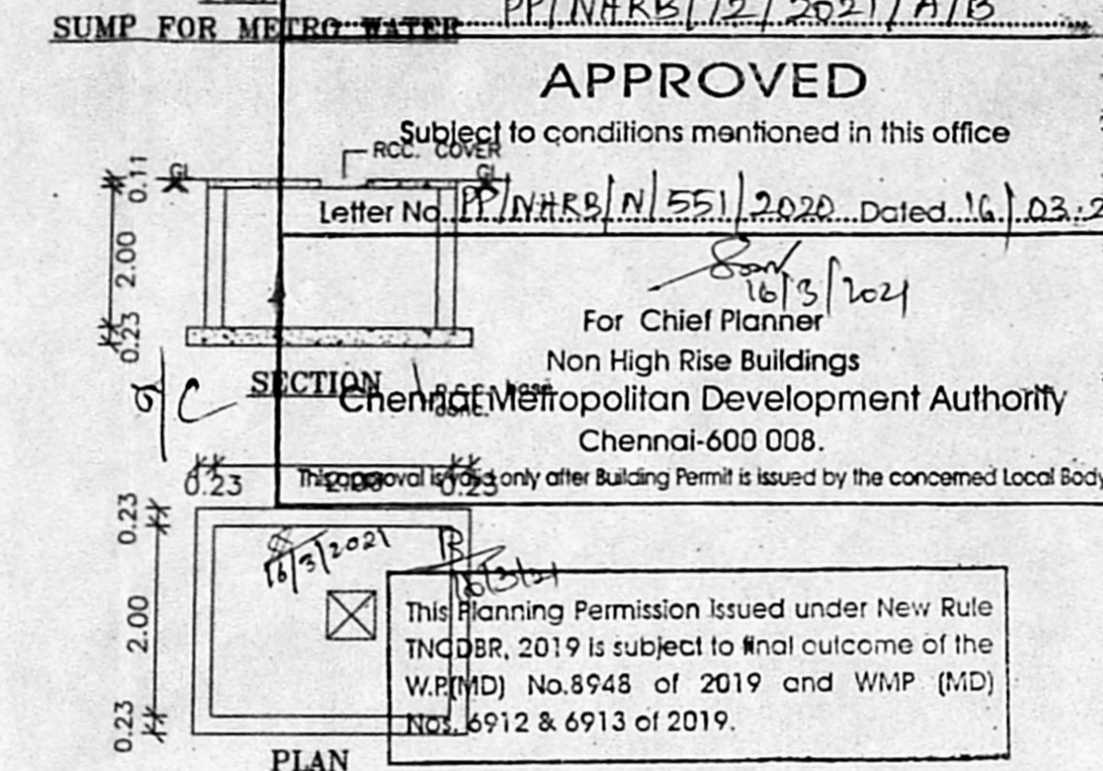 PP/NHRB/72/2021/A/B
SUMP FOR METRO WATER
APPROVED
Subject to conditions mentioned in this office
RCC. COVER
GL
GL
0.11
Letter No. PP/NHRB/N/551/2020 Dated 16/03.2
2.00
16/3/2021
For Chief Planner
0.23
Non High Rise Buildings
SECTION
Chennai Metropolitan Development Authority
Chennai-600 008.
This approval is valid only after Building Permit is issued by the concerned Local Body
0.23 2.00 0.23
0.23
16/3/2021
16/3/21
2.00
This Planning Permission issued under New Rule
TNCDBR, 2019 is subject to final outcome of the
W.P.(MD) No.8948 of 2019 and WMP (MD)
Nos. 6912 & 6913 of 2019.
0.23
PLAN